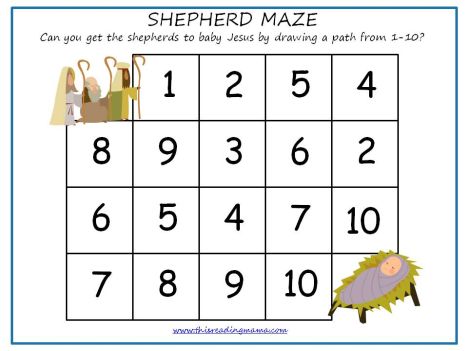 SHEPHERD MAZE
Can you get the shepherds to baby Jesus by drawing a path from 1-10?
1 2 5 4
8 9 3 6 2
6 5 4 7 10
7 8 9 10
www.thisreadingmama.com